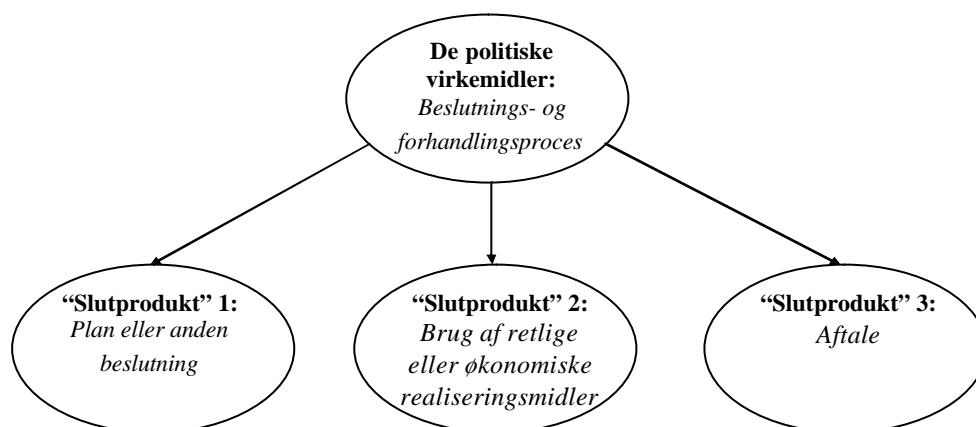 De politiske
virkemidler:
Beslutnings- og
forhandlingsproces
“Slutprodukt” 1:
Plan eller anden
beslutning
“Slutprodukt” 2:
Brug af retlige
eller økonomiske
realiseringsmidler
“Slutprodukt” 3:
Aftale